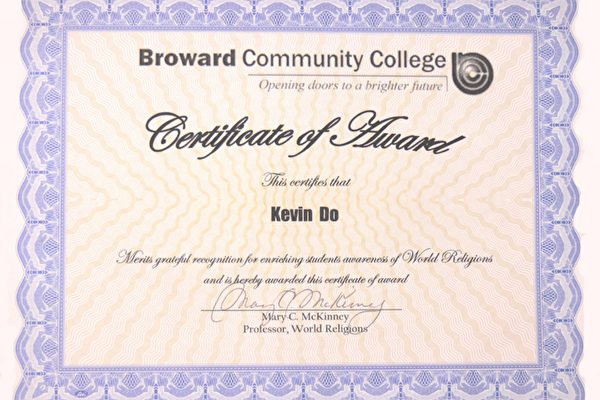 Broward Community College
Opening doors to a brighter future
Certificate of Award
This certifies that
Kevin Do
Merits grateful recognition for enriching students awareness of World Religions
and is hereby awarded this certificate of award
Mary C. McKinney
Mary C. McKinney
Professor, World Religions